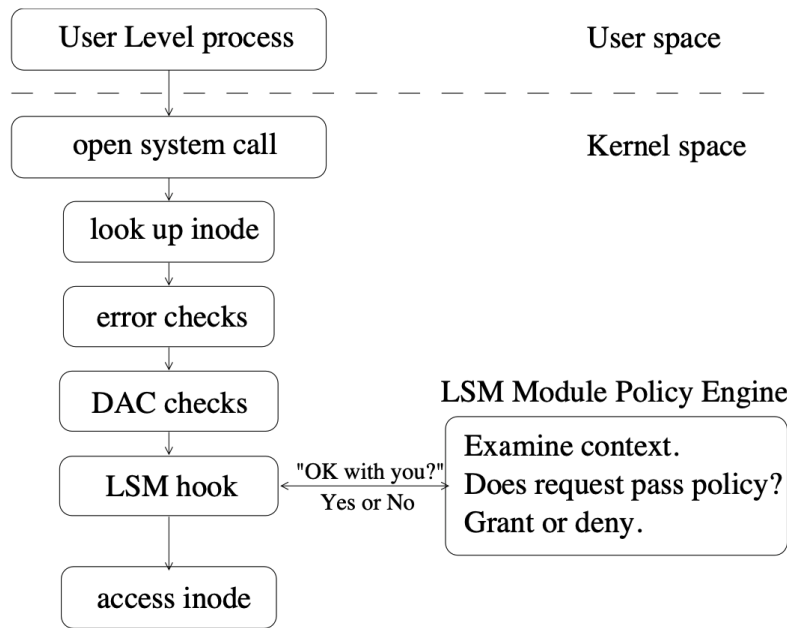 User Level process
User space
open system call
Kernel space
look up inode
error checks
DAC checks
LSM Module Policy Engine
LSM hook
"OK with you?"
Yes or No
Examine context.
Does request pass policy?
Grant or deny.
access inode